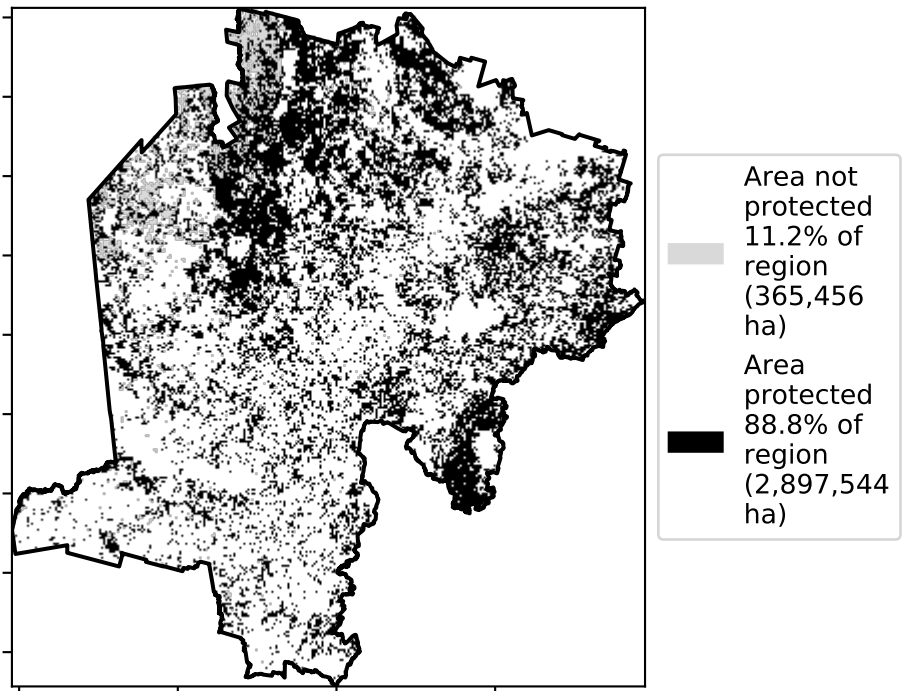 Area not
protected
11.2% of
region
(365,456
ha)
Area
protected
88.8% of
region
(2,897,544
ha)